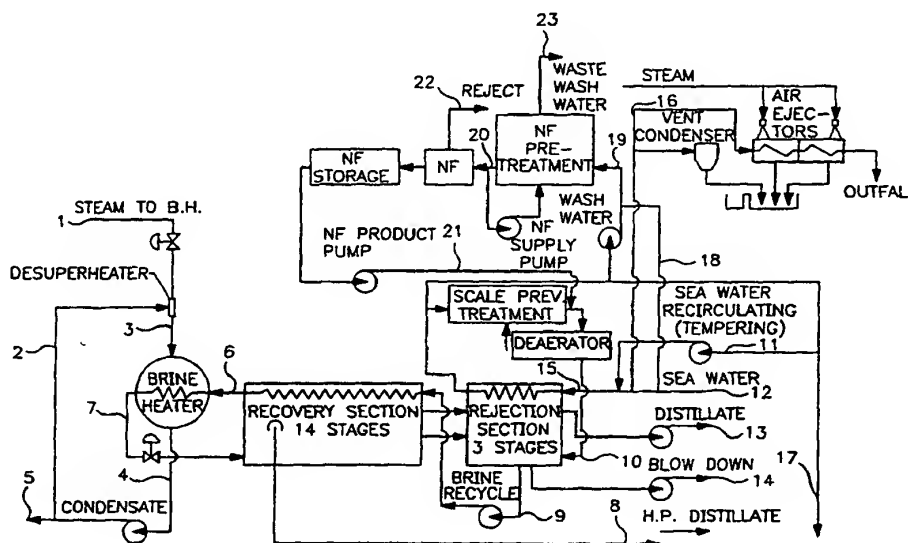 23
22
REJECT
WASTE
WASH
WATER
STEAM
16
VENT
CONDENSER
AIR
EJEC-
TORS
OUTFAL
20
NF
PRE-
TREATMENT
19
NF
STORAGE
NF
WASH
WATER
1
STEAM TO B.H.
NF PRODUCT
PUMP
21
NF
SUPPLY
PUMP
18
DESUPERHEATER
SCALE PREV.
TREATMENT
SEA WATER
RECIRCULATING
(TEMPERING)
11
DEAERATOR
2
3
6
15
BRINE
HEATER
7
RECOVERY SECTION
14 STAGES
REJECTION
SECTION
3 STAGES
SEA WATER
12
DISTILLATE
13
10
BLOW DOWN
14
17
4
5
CONDENSATE
BRINE
RECYCLE
9
8
H.P. DISTILLATE